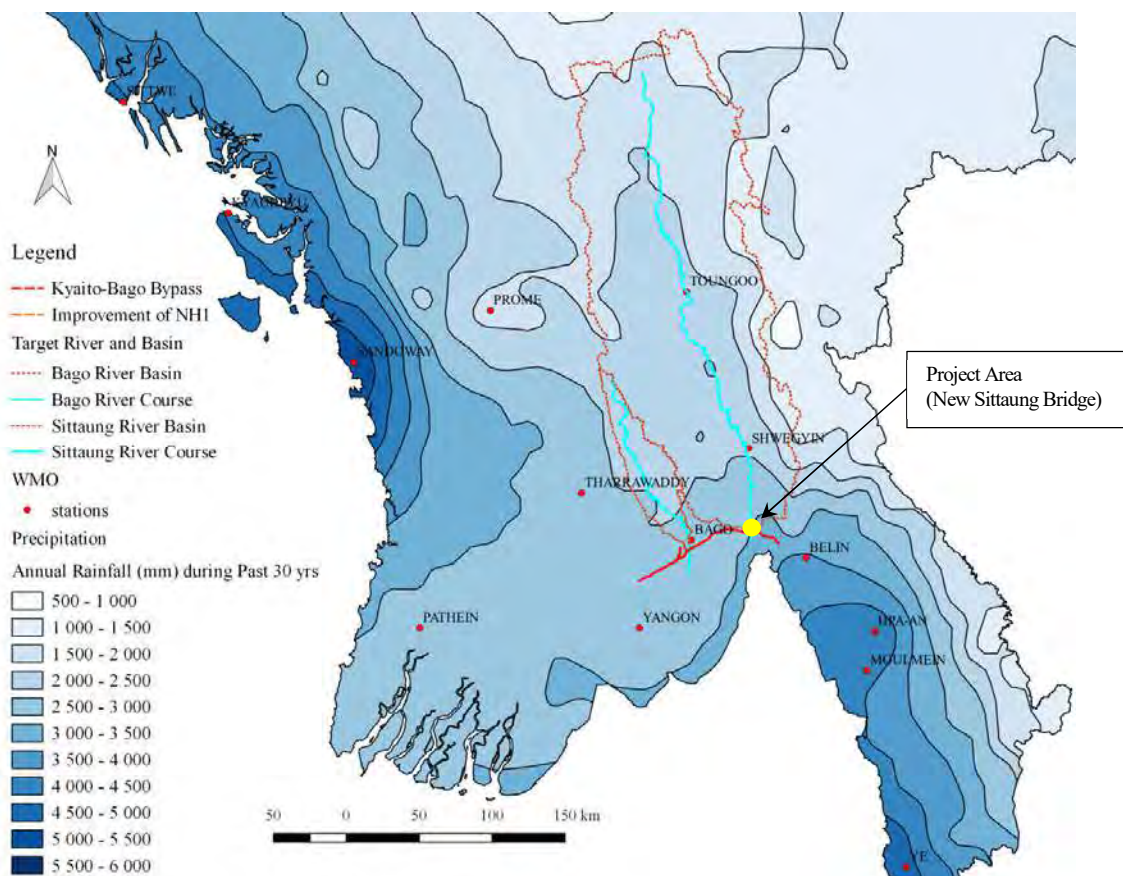 SITTWE
N
KYAUKPYU
Legend
Kyaito-Bago Bypass
Improvement of NH1
Target River and Basin
Bago River Basin
Bago River Course
Sittaung River Basin
Sittaung River Course
WMO
stations
Precipitation
Annual Rainfall (mm) during Past 30 yrs
500 - 1 000
1 000 - 1 500
1 500 - 2 000
2 000 - 2 500
2 500 - 3 000
3 000 - 3 500
3 500 - 4 000
4 000 - 4 500
4 500 - 5 000
5 000 - 5 500
5 500 - 6 000
TOUNGOO
PROME
SANDOWAY
Project Area
(New Sittaung Bridge)
SHWEGYIN
THARRAWADDY
BAGO
BELIN
PATHEIN
YANGON
HPA-AN
MOULMEIN
YE
50 0 50 100 150 km